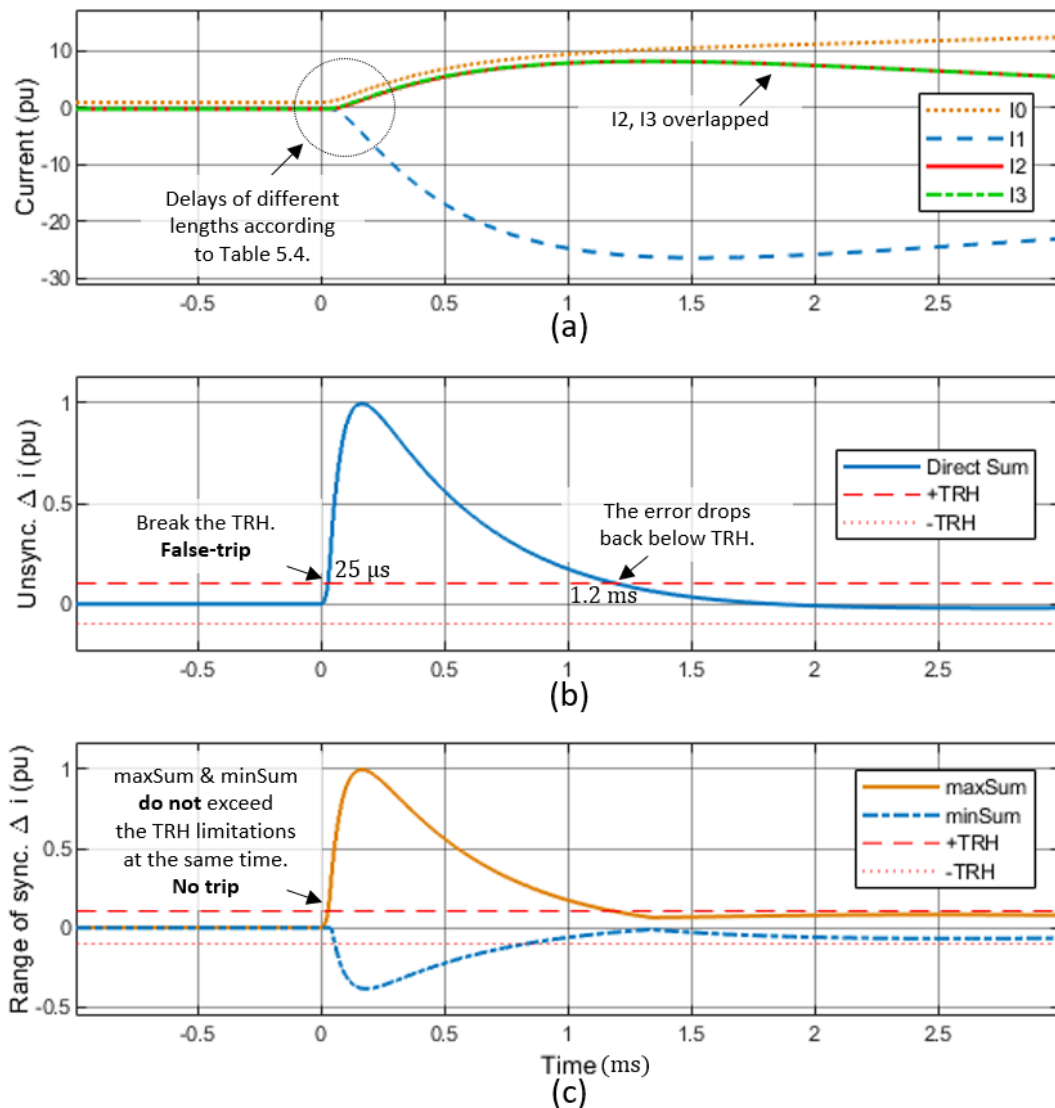 10
0
-10
-20
-30
Current (pu)
I2, I3 overlapped
I0
I1
I2
I3
Delays of different
lengths according
to Table 5.4.
-0.5
0
0.5
1
1.5
2
2.5
(a)
1
0.5
0
Unsync. Δ i (pu)
Direct Sum
+TRH
-TRH
Break the TRH.
False-trip
25 μs
The error drops
back below TRH.
1.2 ms
-0.5
0
0.5
1
1.5
2
2.5
(b)
1
0.5
0
-0.5
Range of sync. Δ i (pu)
maxSum & minSum
do not exceed
the TRH limitations
at the same time.
No trip
maxSum
minSum
+TRH
-TRH
-0.5
0
0.5
1
1.5
2
2.5
Time (ms)
(c)